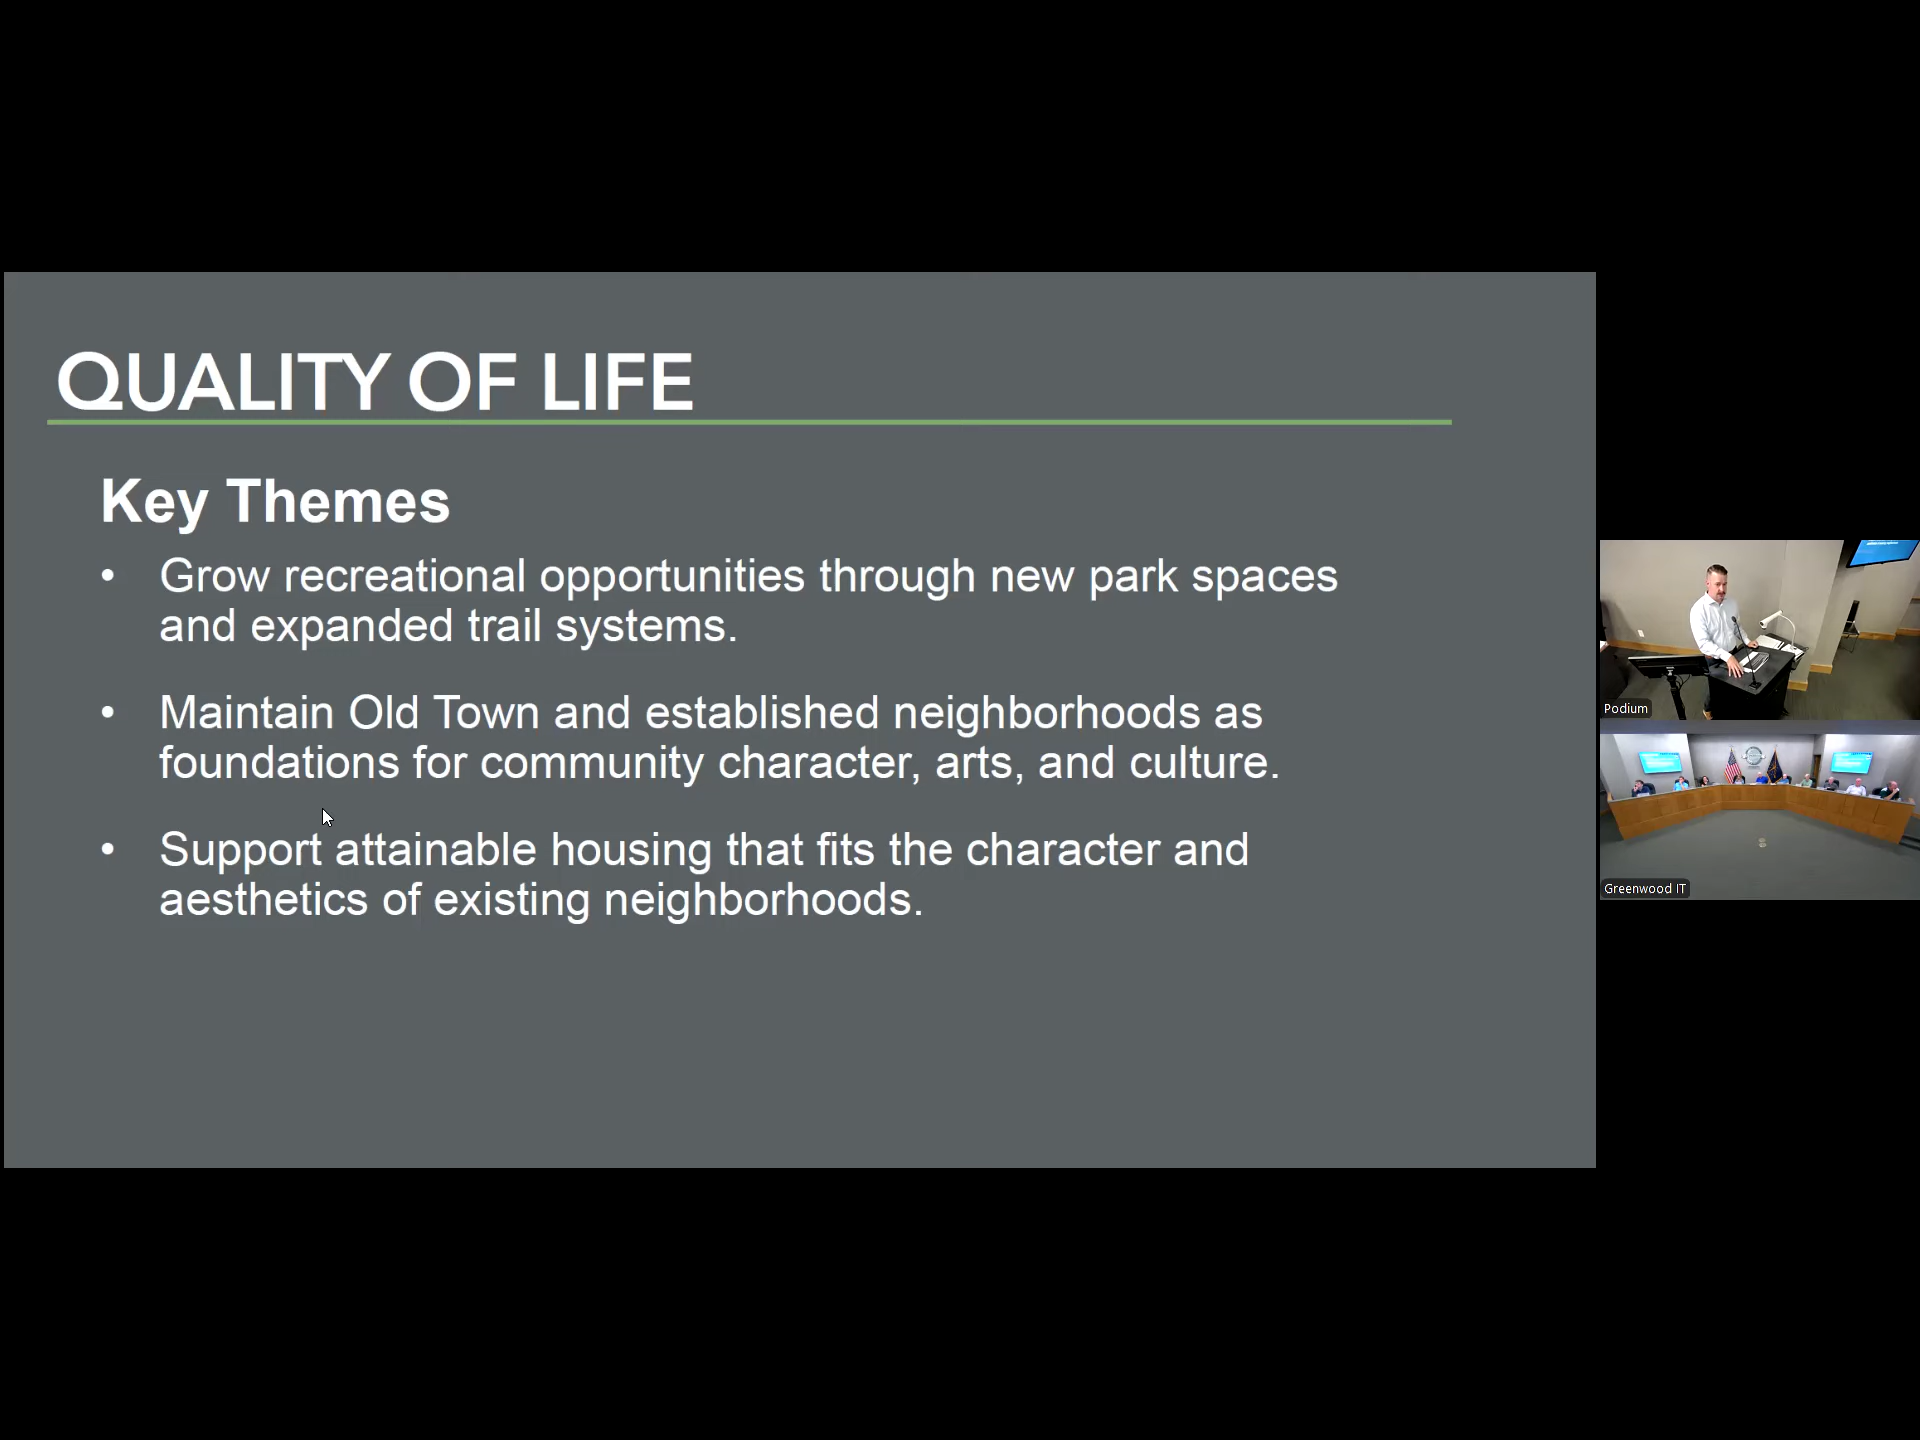 QUALITY OF LIFE
Key Themes
• Grow recreational opportunities through new park spaces
and expanded trail systems.
• Maintain Old Town and established neighborhoods as
foundations for community character, arts, and culture.
• Support attainable housing that fits the character and
aesthetics of existing neighborhoods.
Podium
Greenwood IT